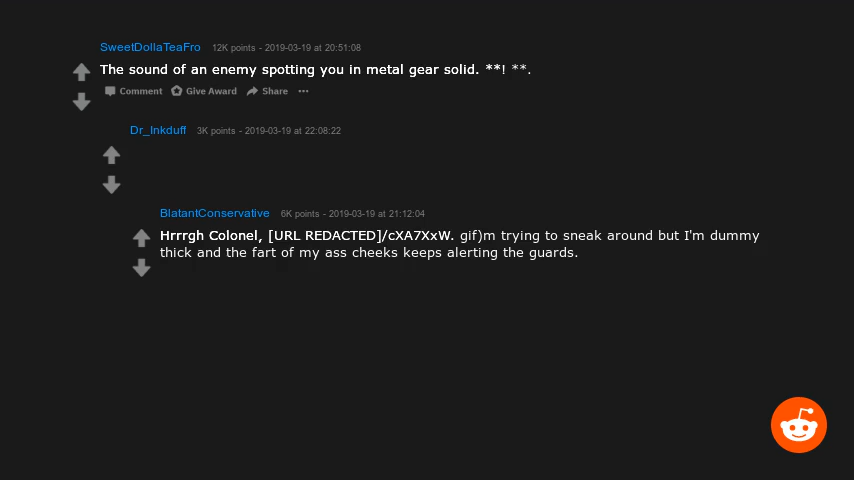 SweetDollaTeaFro 12K points - 2019-03-19 at 20:51:08
The sound of an enemy spotting you in metal gear solid. **! **.
Comment Give Award Share ···
Dr_Inkduff 3K points - 2019-03-19 at 22:08:22
BlatantConservative 6K points - 2019-03-19 at 21:12:04
Hrrrgh Colonel, [URL REDACTED]/cXA7XxW. gif)m trying to sneak around but I'm dummy
thick and the fart of my ass cheeks keeps alerting the guards.